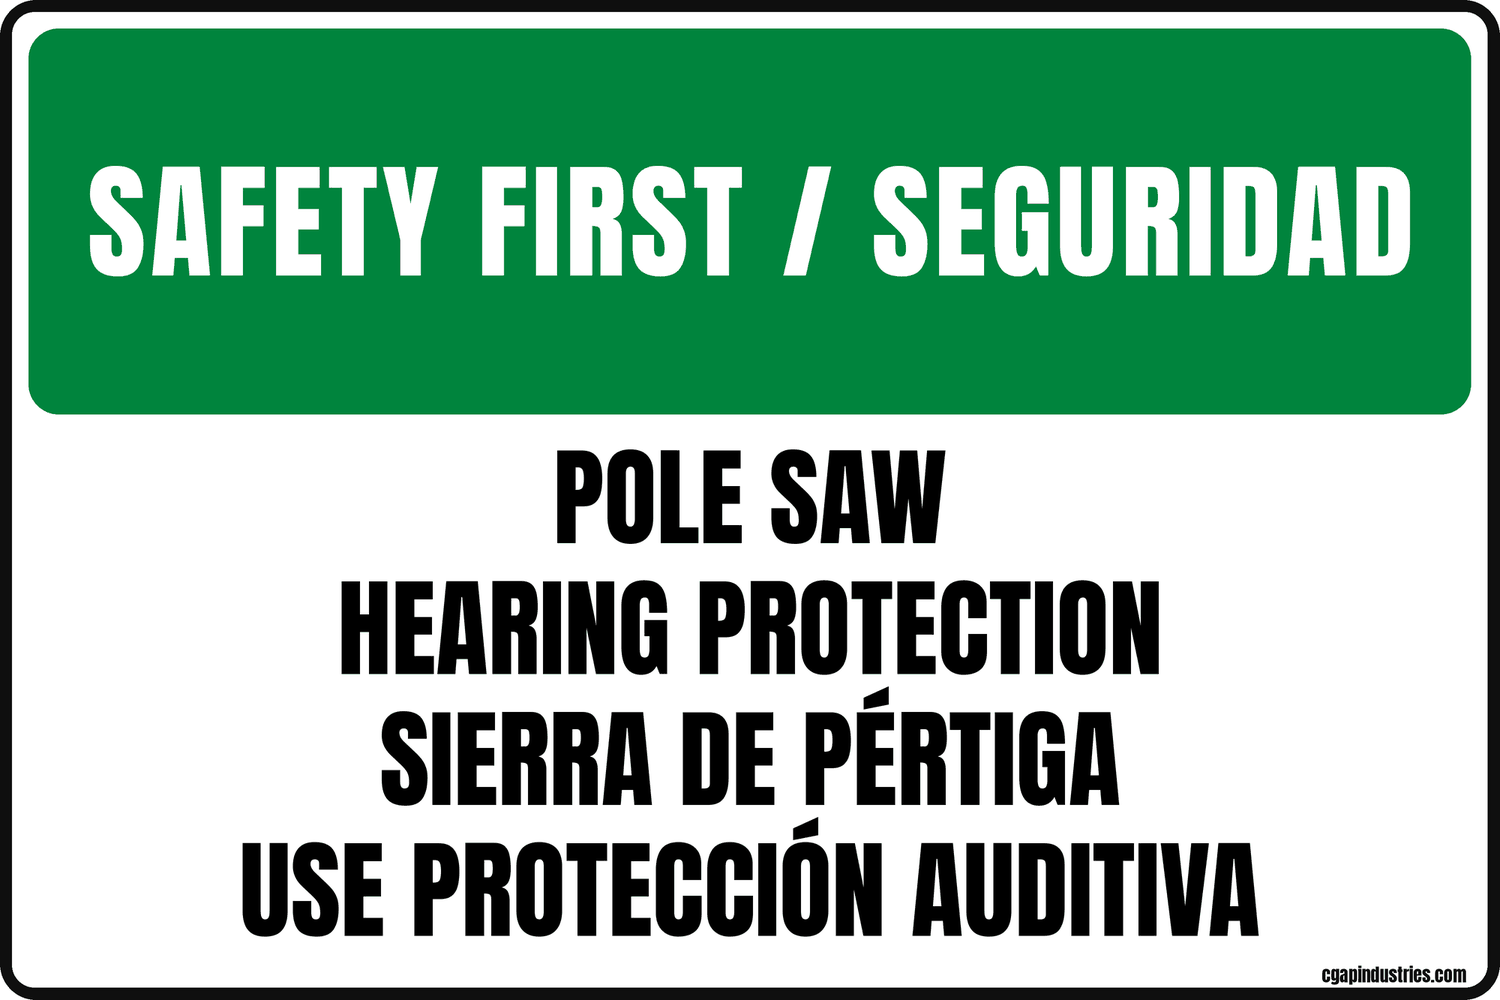 SAFETY FIRST / SEGURIDAD
POLE SAW
HEARING PROTECTION
SIERRA DE PÉRTIGA
USE PROTECCIÓN AUDITIVA
cgapindustries.com